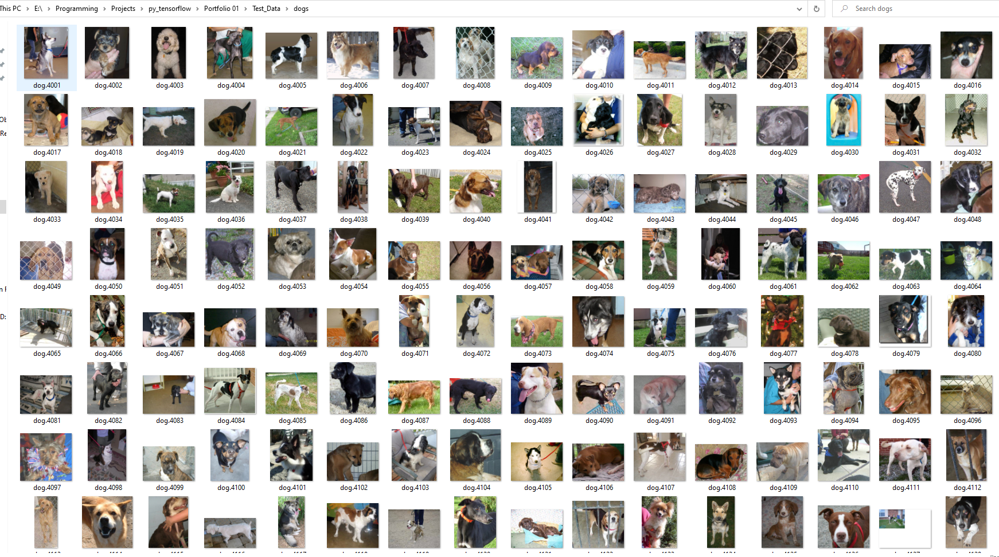 This PC > E:\ > Programming > Projects > py_tensorflow > Portfolio 01 > Test_Data > dogs
Search dogs
dog.4001 dog.4002 dog.4003 dog.4004 dog.4005 dog.4006 dog.4007 dog.4008 dog.4009 dog.4010 dog.4011 dog.4012 dog.4013 dog.4014 dog.4015 dog.4016
dog.4017 dog.4018 dog.4019 dog.4020 dog.4021 dog.4022 dog.4023 dog.4024 dog.4025 dog.4026 dog.4027 dog.4028 dog.4029 dog.4030 dog.4031 dog.4032
dog.4033 dog.4034 dog.4035 dog.4036 dog.4037 dog.4038 dog.4039 dog.4040 dog.4041 dog.4042 dog.4043 dog.4044 dog.4045 dog.4046 dog.4047 dog.4048
dog.4049 dog.4050 dog.4051 dog.4052 dog.4053 dog.4054 dog.4055 dog.4056 dog.4057 dog.4058 dog.4059 dog.4060 dog.4061 dog.4062 dog.4063 dog.4064
dog.4065 dog.4066 dog.4067 dog.4068 dog.4069 dog.4070 dog.4071 dog.4072 dog.4073 dog.4074 dog.4075 dog.4076 dog.4077 dog.4078 dog.4079 dog.4080
dog.4081 dog.4082 dog.4083 dog.4084 dog.4085 dog.4086 dog.4087 dog.4088 dog.4089 dog.4090 dog.4091 dog.4092 dog.4093 dog.4094 dog.4095 dog.4096
dog.4097 dog.4098 dog.4099 dog.4100 dog.4101 dog.4102 dog.4103 dog.4104 dog.4105 dog.4106 dog.4107 dog.4108 dog.4109 dog.4110 dog.4111 dog.4112